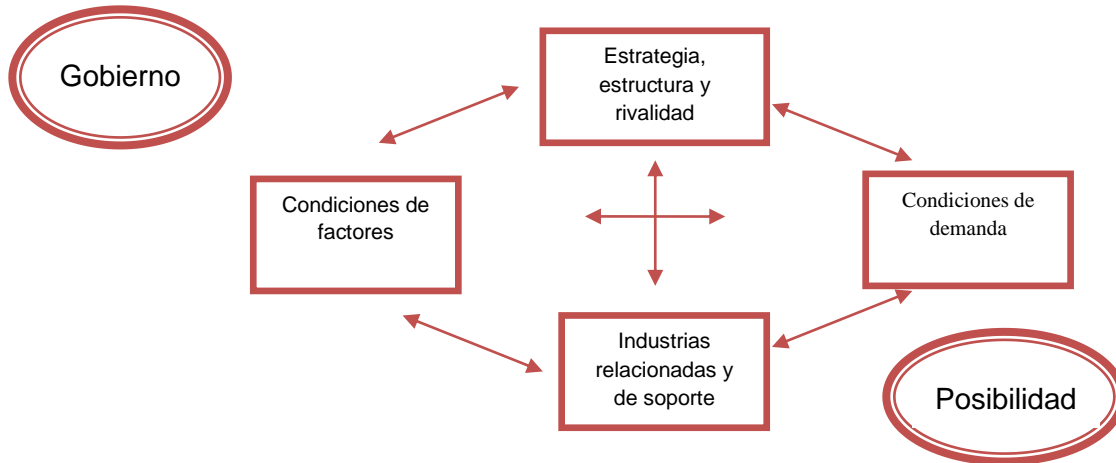 Gobierno
Estrategia,
estructura y
rivalidad
Condiciones de
factores
Condiciones de
demanda
Industrias
relacionadas y
de soporte
Posibilidad